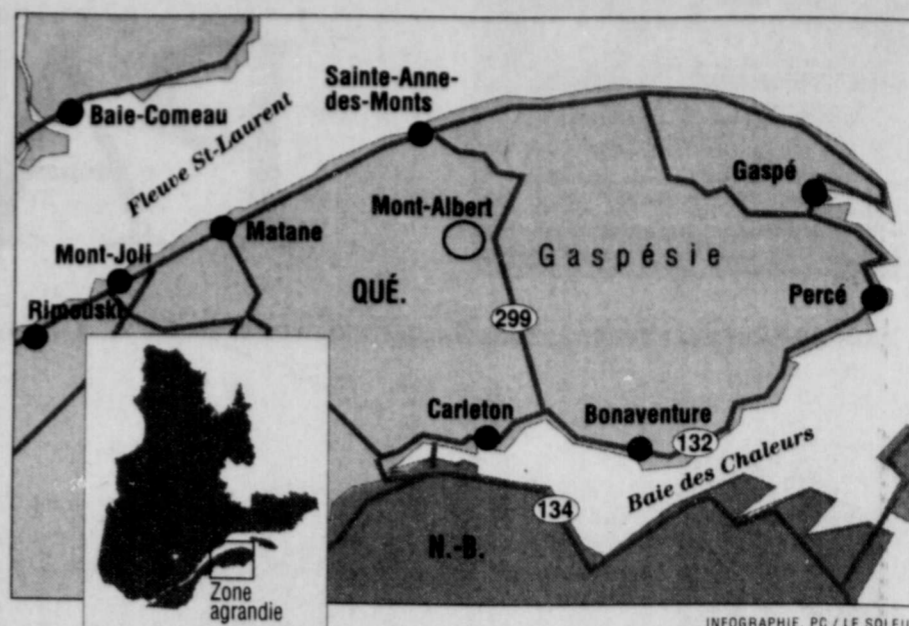 Sainte-Anne-
des-Monts
Baie-Comeau
Fleuve St-Laurent
Gaspé
Mont-Albert
Matane
Gaspésie
Mont-Joli
QUÉ.
Percé
Rimouski
299
Carleton
Bonaventure
132
Baie des Chaleurs
134
N.-B.
Zone
agrandie
INFOGRAPHIE PC / LE SOLEIL